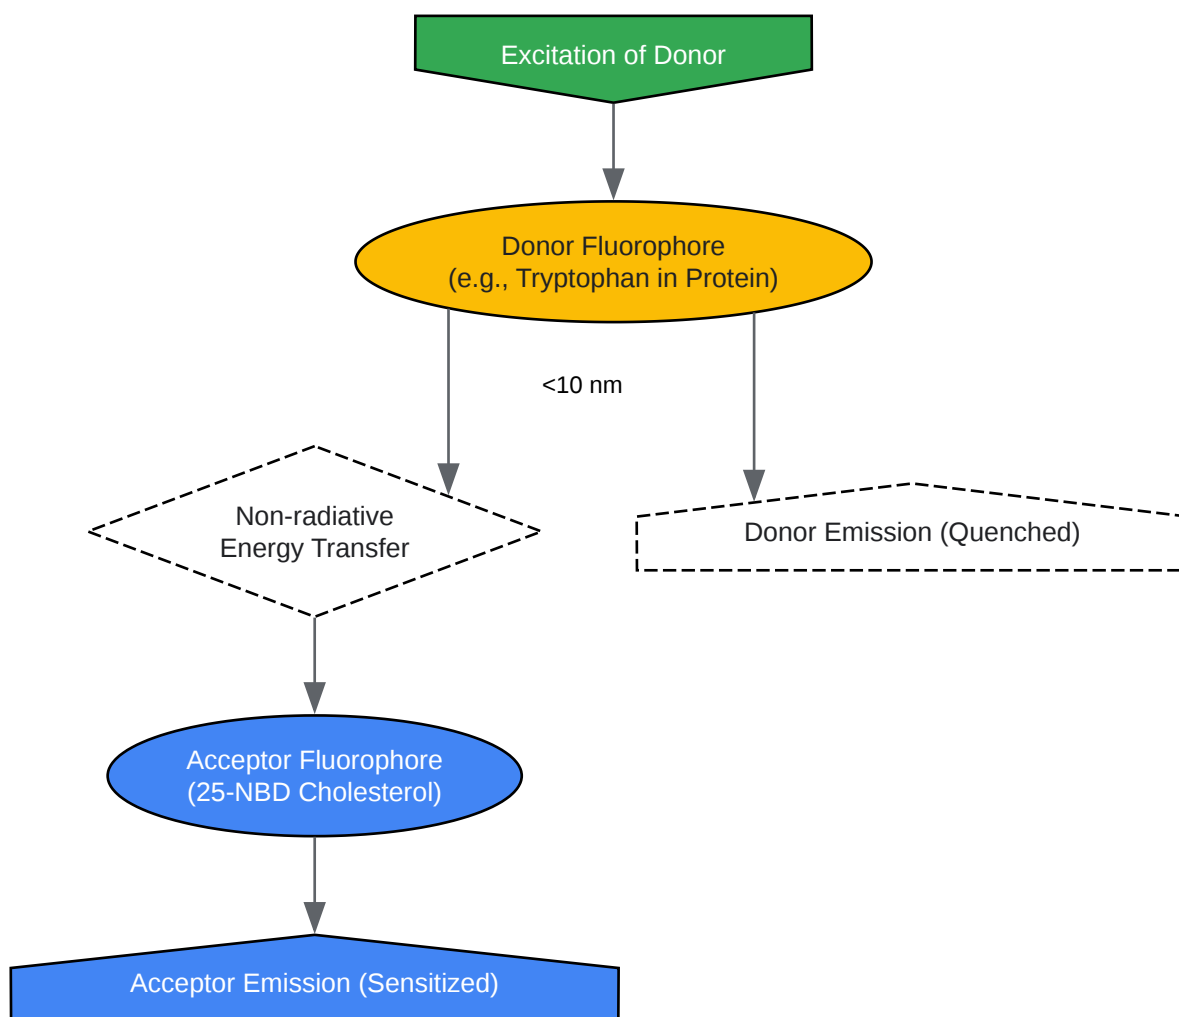 Excitation of Donor
Donor Fluorophore
(e.g., Tryptophan in Protein)
<10 nm
Non-radiative
Energy Transfer
Donor Emission (Quenched)
Acceptor Fluorophore
(25-NBD Cholesterol)
Acceptor Emission (Sensitized)